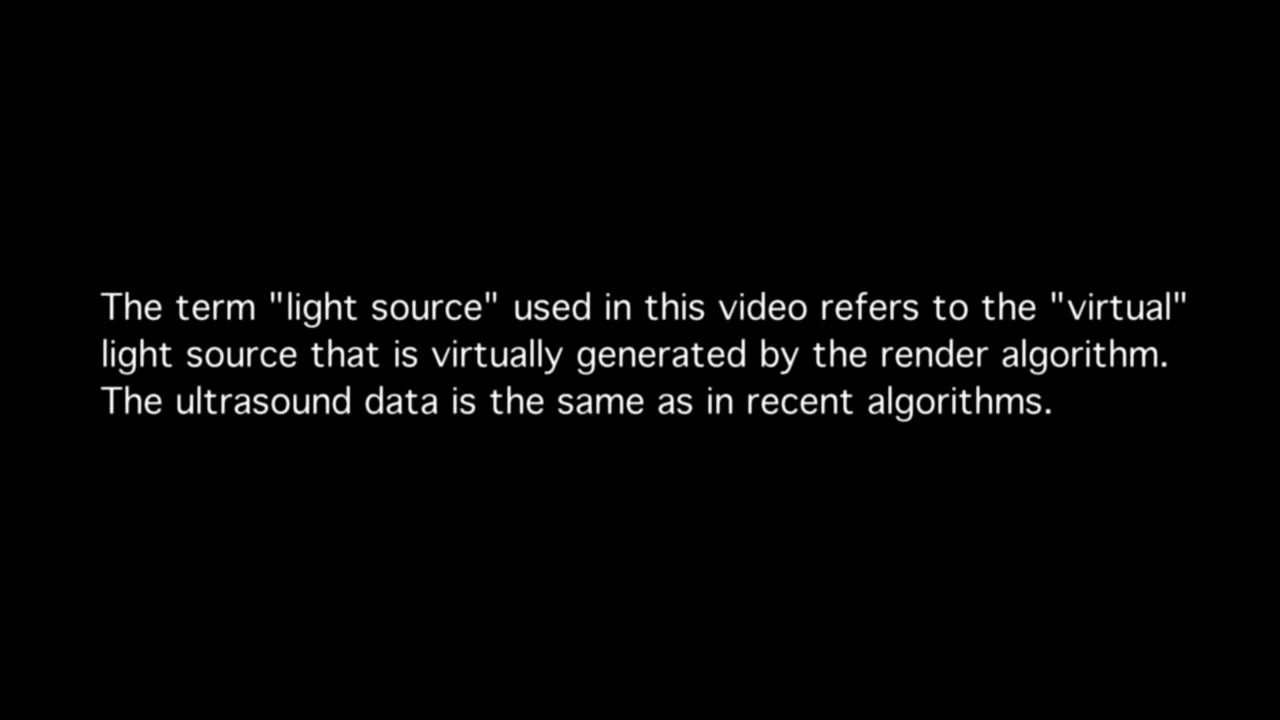 The term "light source" used in this video refers to the "virtual"
light source that is virtually generated by the render algorithm.
The ultrasound data is the same as in recent algorithms.